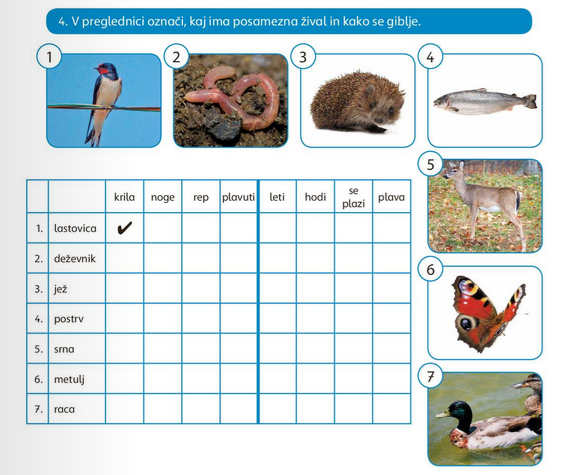 4. V preglednici označi, kaj ima posamezna žival in kako se giblje.
1 2 3 4
5
6
7
krila noge rep plavuti leti hodi se plazi plava
1. lastovica ✔
2. deževnik
3. jež
4. postrv
5. srna
6. metulj
7. raca